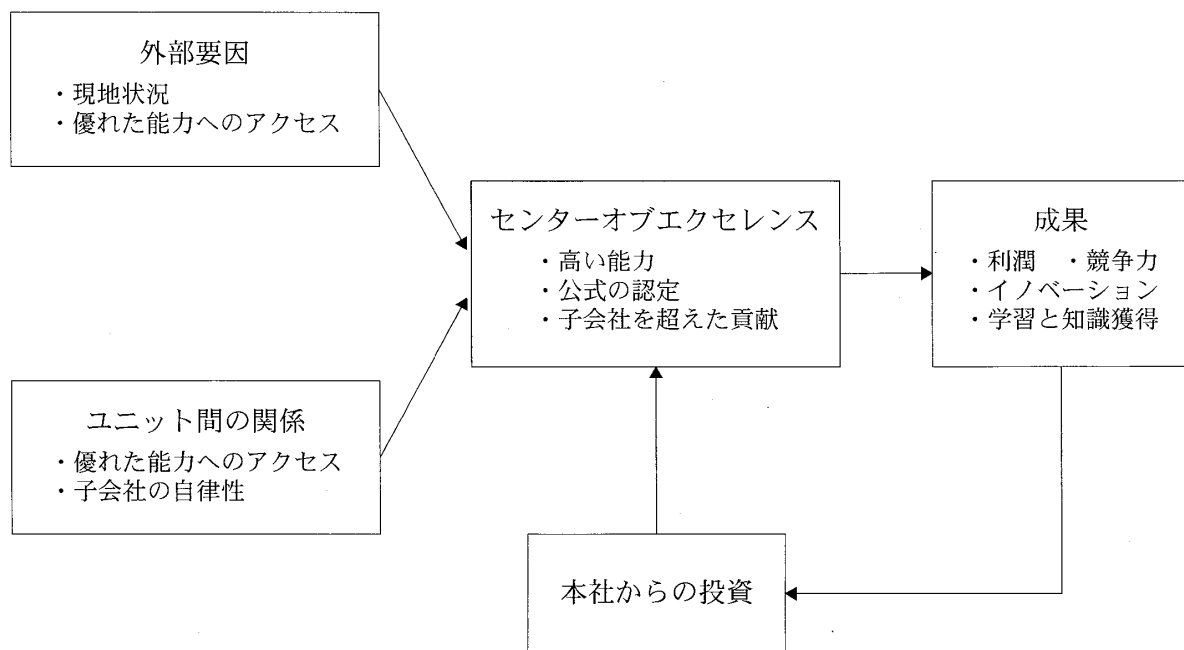 外部要因
・現地状況
・優れた能力へのアクセス
センターオブエクセレンス
・高い能力
・公式の認定
・子会社を超えた貢献
成果
・利潤 ・競争力
・イノベーション
・学習と知識獲得
ユニット間の関係
・優れた能力へのアクセス
・子会社の自律性
本社からの投資